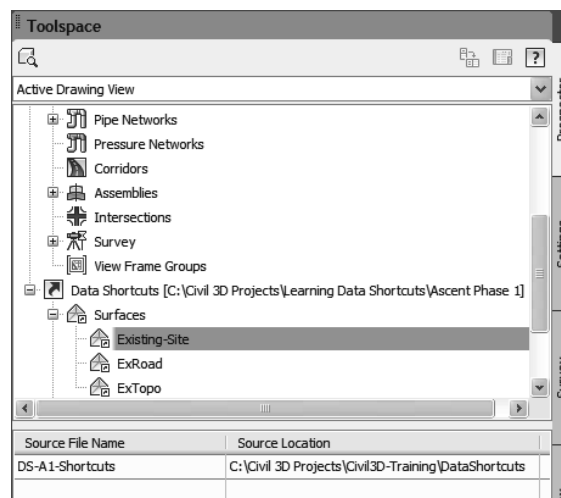 Toolspace
?
Active Drawing View
Pipe Networks
Pressure Networks
Corridors
Assemblies
Intersections
Survey
View Frame Groups
Data Shortcuts [C:\Civil 3D Projects\Learning Data Shortcuts\Ascent Phase 1]
Surfaces
Existing-Site
ExRoad
ExTopo
Source File Name Source Location
DS-A1-Shortcuts C:\Civil 3D Projects\Civil3D-Training\DataShortcuts